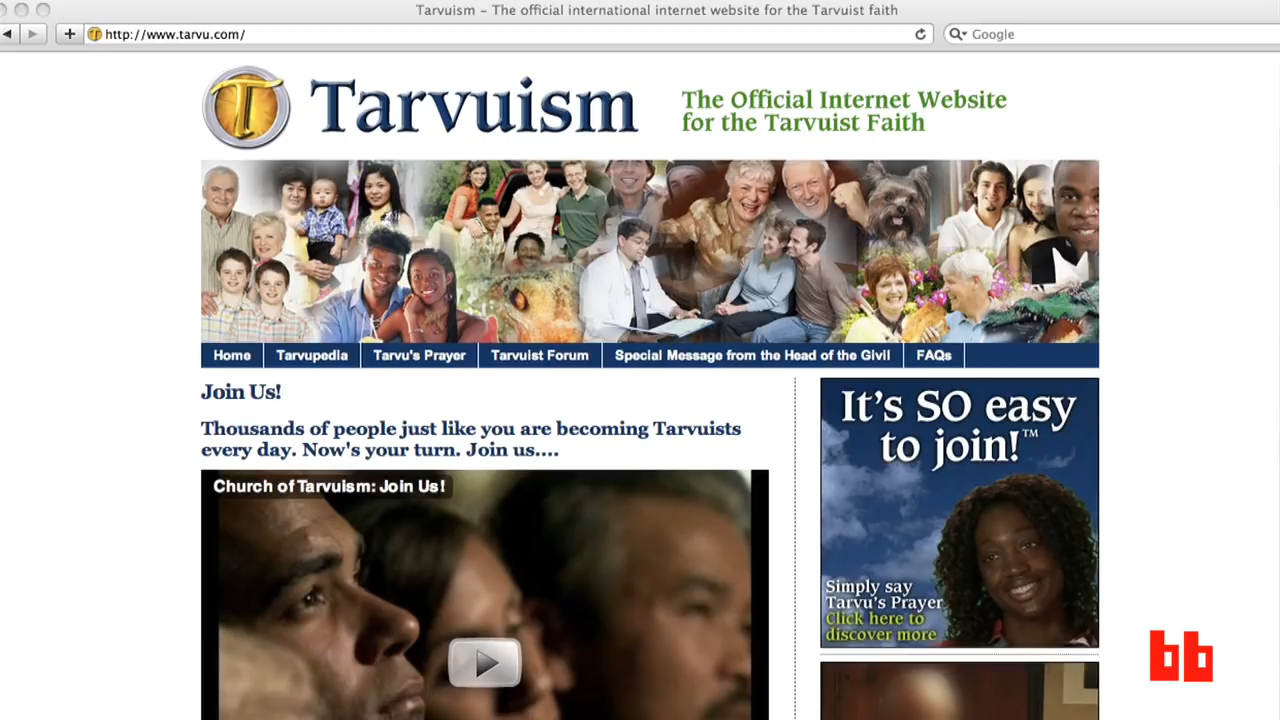 Tarvuism – The official international internet website for the Tarvuist faith
http://www.tarvu.com/
Google
T Tarvuism
The Official Internet Website
for the Tarvuist Faith
Home Tarvupedia Tarvu's Prayer Tarvuist Forum Special Message from the Head of the Givil FAQs
Join Us!
Thousands of people just like you are becoming Tarvuists
every day. Now's your turn. Join us....
Church of Tarvuism: Join Us!
It's SO easy
to join!™
Simply say
Tarvu's Prayer
Click here to
discover more
bb